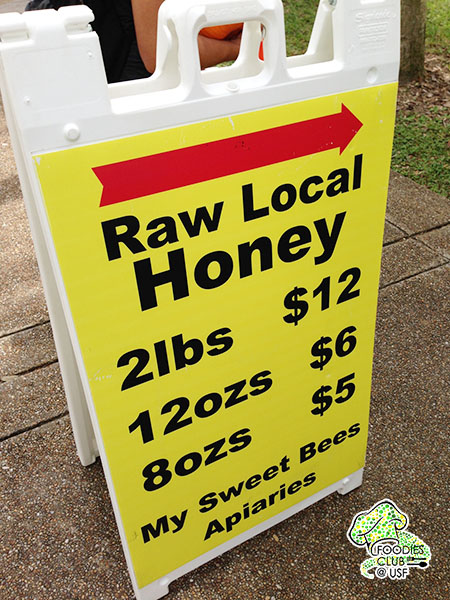 Raw Local
Honey
2lbs $12
12ozs $6
8ozs $5
My Sweet Bees
Apiaries
FOODIES
CLUB
@ USF